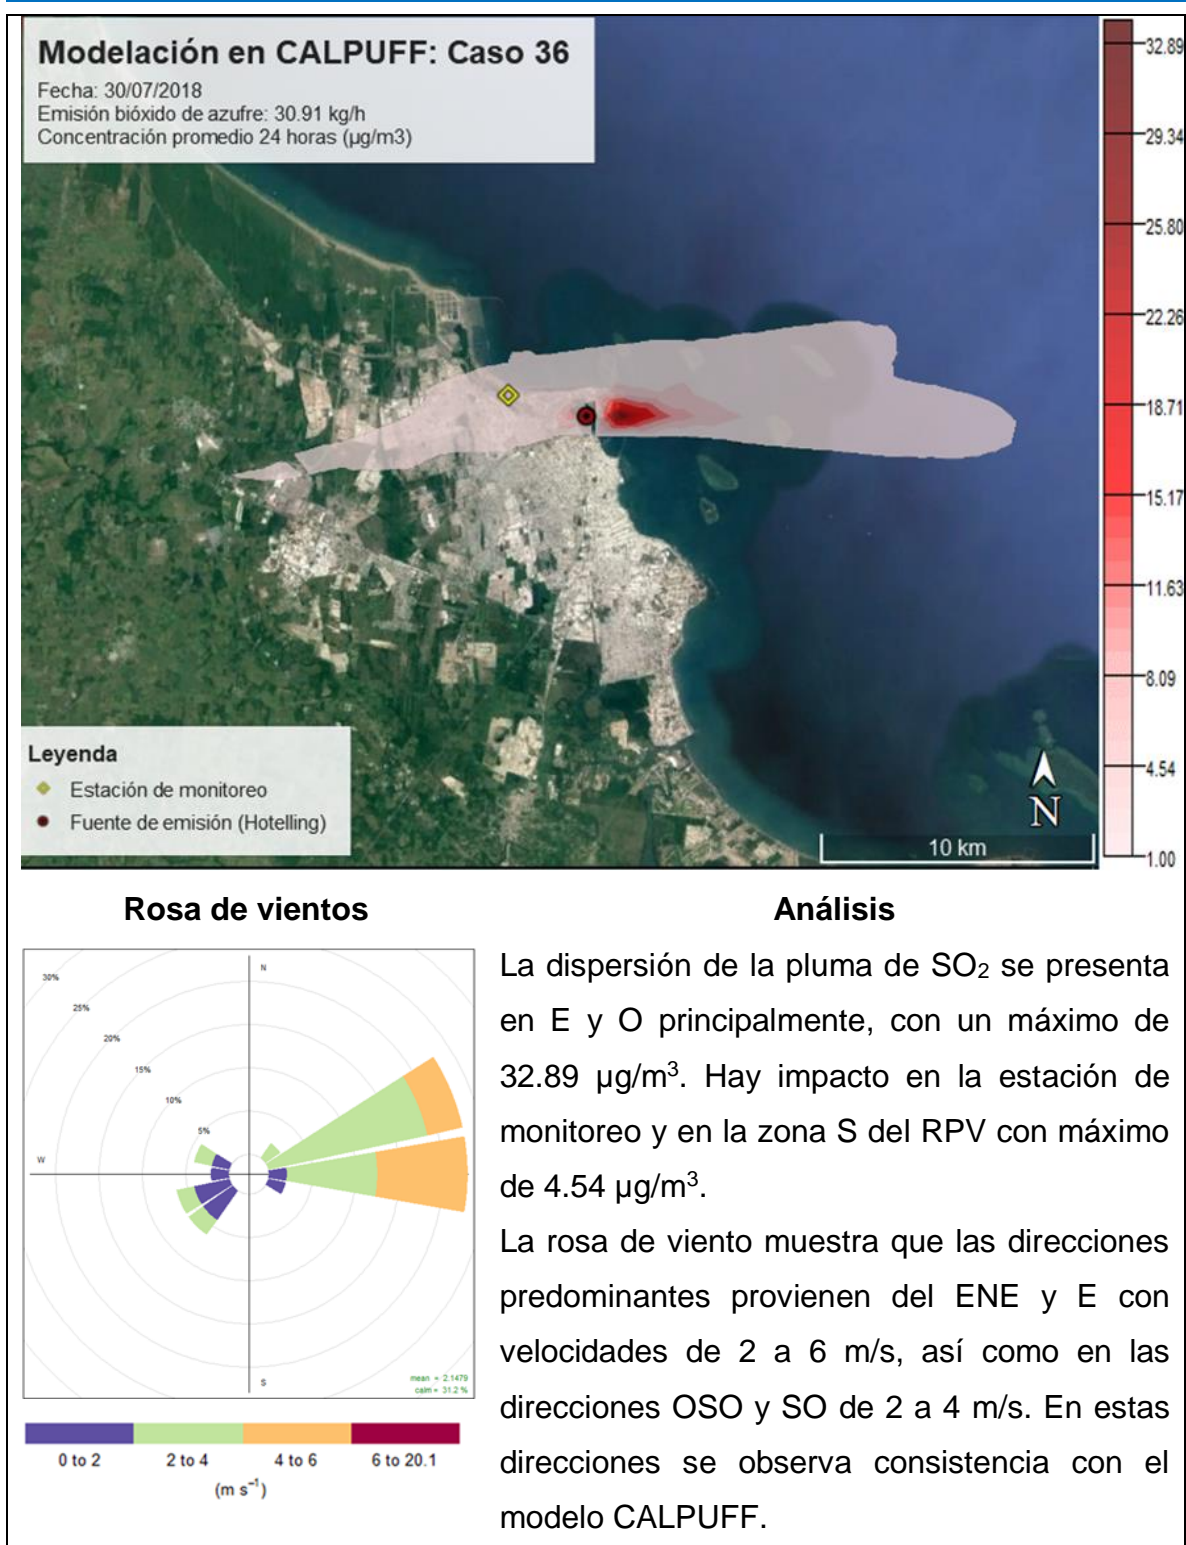 Modelación en CALPUFF: Caso 36
Fecha: 30/07/2018
Emisión bióxido de azufre: 30.91 kg/h
Concentración promedio 24 horas (µg/m3)
32.89
29.34
25.80
22.26
18.71
15.17
11.63
8.09
4.54
1.00
Leyenda
Estación de monitoreo
Fuente de emisión (Hotelling)
N
10 km
Rosa de vientos
30%
25%
20%
15%
10%
5%
N
W
S
mean = 2.1479
calm = 31.2 %
0 to 2
2 to 4
4 to 6
6 to 20.1
(m s⁻¹)
Análisis
La dispersión de la pluma de SO₂ se presenta
en E y O principalmente, con un máximo de
32.89 µg/m³. Hay impacto en la estación de
monitoreo y en la zona S del RPV con máximo
de 4.54 µg/m³.
La rosa de viento muestra que las direcciones
predominantes provienen del ENE y E con
velocidades de 2 a 6 m/s, así como en las
direcciones OSO y SO de 2 a 4 m/s. En estas
direcciones se observa consistencia con el
modelo CALPUFF.